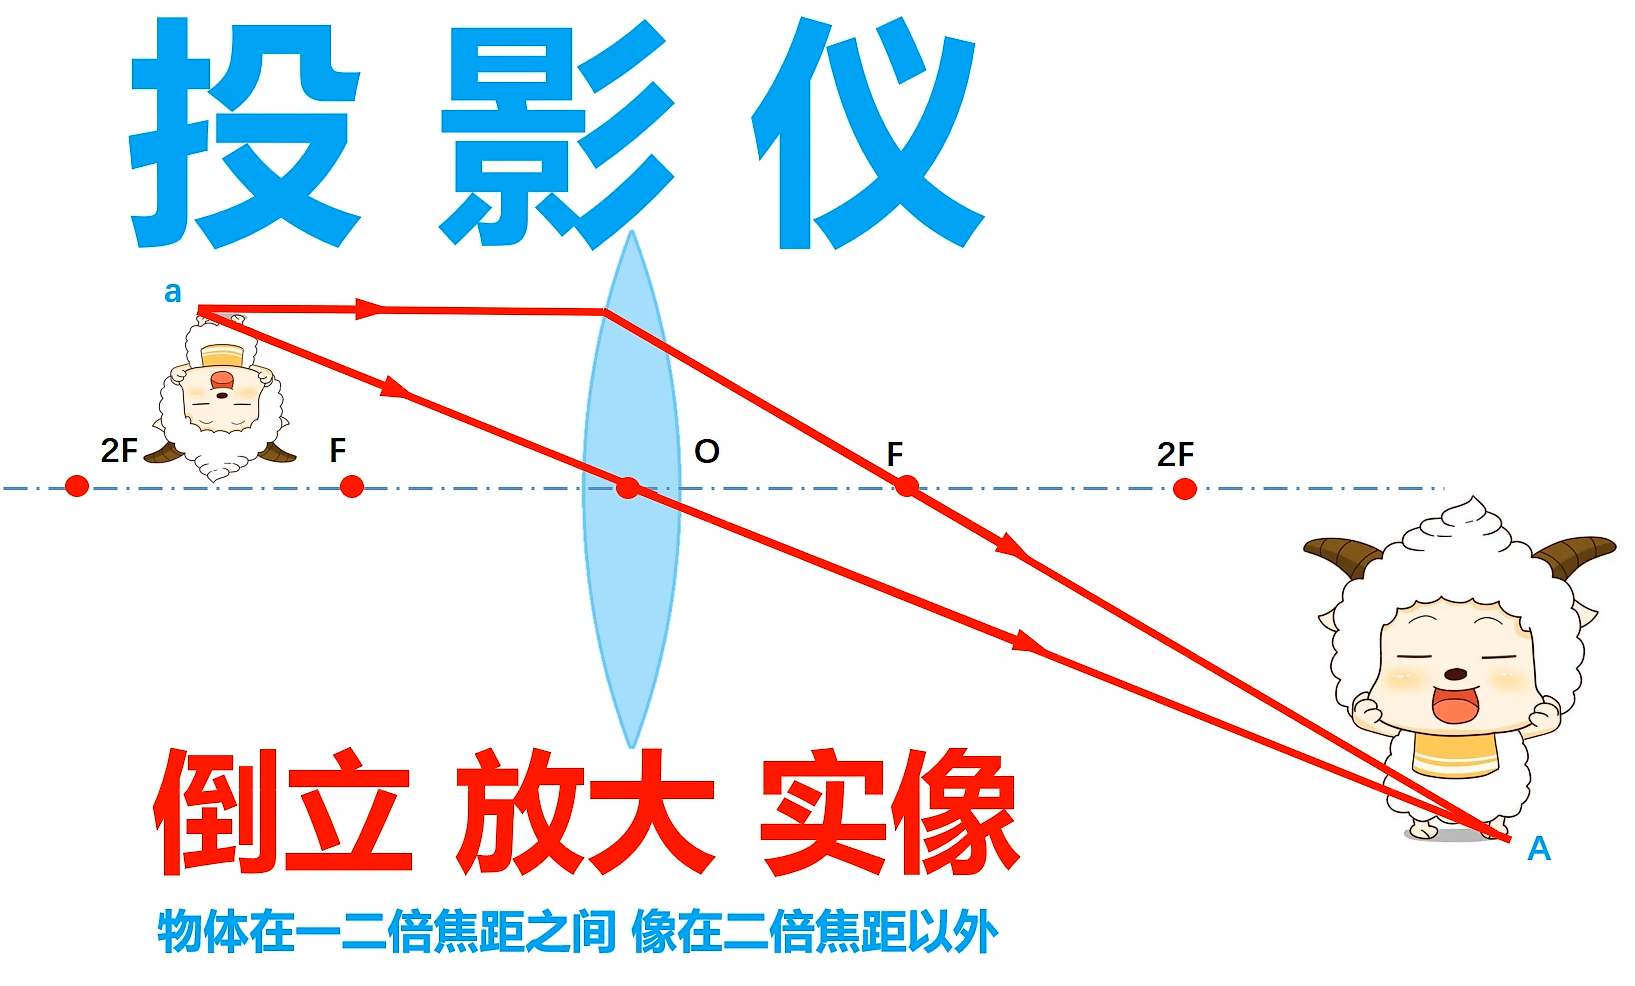 投影仪
a
2F F O F 2F
A
倒立 放大 实像
物体在一二倍焦距之间 像在二倍焦距以外